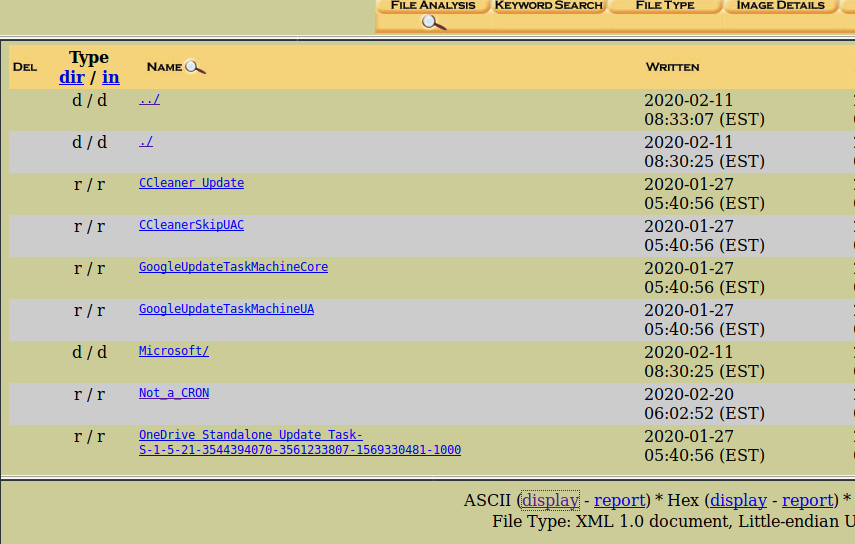 FILE ANALYSIS KEYWORD SEARCH FILE TYPE IMAGE DETAILS
DEL Type dir / in NAME WRITTEN
d / d ../ 2020-02-11 08:33:07 (EST)
d / d ./ 2020-02-11 08:30:25 (EST)
r / r CCleaner Update 2020-01-27 05:40:56 (EST)
r / r CCleanerSkipUAC 2020-01-27 05:40:56 (EST)
r / r GoogleUpdateTaskMachineCore 2020-01-27 05:40:56 (EST)
r / r GoogleUpdateTaskMachineUA 2020-01-27 05:40:56 (EST)
d / d Microsoft/ 2020-02-11 08:30:25 (EST)
r / r Not_a_CRON 2020-02-20 06:02:52 (EST)
r / r OneDrive Standalone Update Task-S-1-5-21-3544394070-3561233807-1569330481-1000 2020-01-27 05:40:56 (EST)
ASCII (display - report) * Hex (display - report) *
File Type: XML 1.0 document, Little-endian U